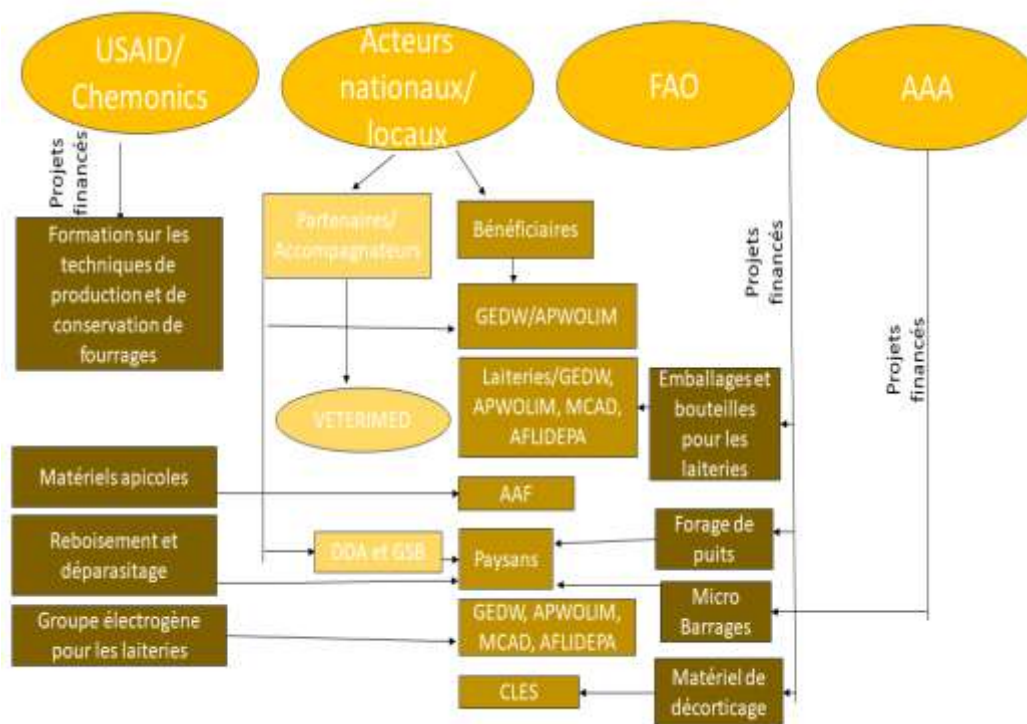 USAID/
Chemonics
Acteurs
nationaux/
locaux
FAO
AAA
Projets
financés
Formation sur les
techniques de
production et de
conservation de
fourrages
Partenaires/
Accompagnateurs
Bénéficiaires
GEDW/APWOLIM
Projets
financés
Projets
financés
Laiteries/GEDW,
APWOLIM, MCAD,
AFLIDEPA
Emballages et
bouteilles
pour les
laiteries
VETERIMED
Matériels apicoles
AAF
Reboisement et
déparasitage
DDA et GSB
Paysans
Forage de
puits
Micro
Barrages
Groupe électrogène
pour les laiteries
GEDW, APWOLIM,
MCAD, AFLIDEPA
CLES
Matériel de
décorticage